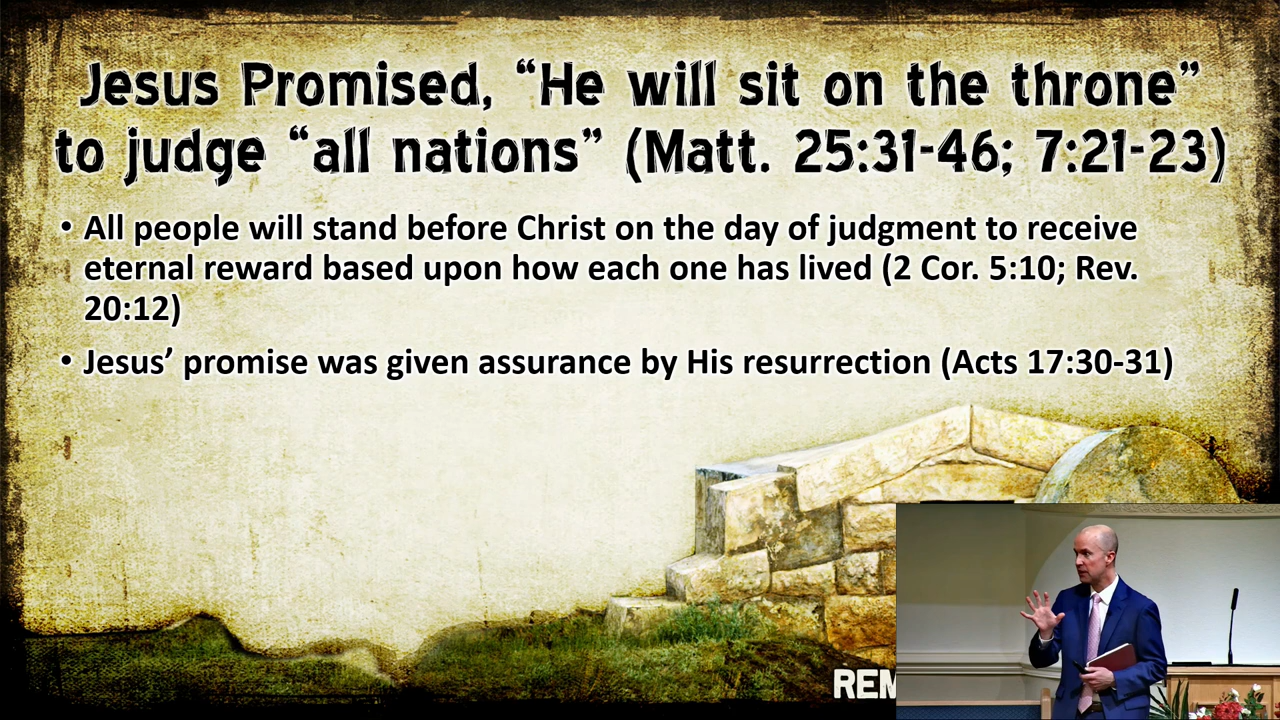 Jesus Promised, “He will sit on the throne”
to judge “all nations” (Matt. 25:31-46; 7:21-23)
• All people will stand before Christ on the day of judgment to receive
eternal reward based upon how each one has lived (2 Cor. 5:10; Rev.
20:12)
• Jesus’ promise was given assurance by His resurrection (Acts 17:30-31)